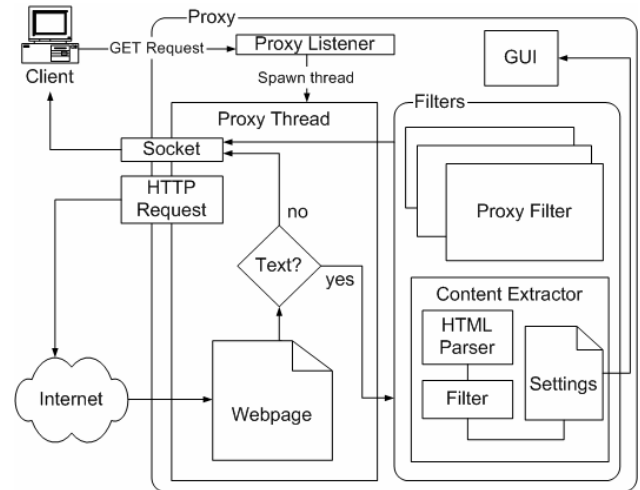 Proxy
GET Request
Proxy Listener
GUI
Client
Spawn thread
Proxy Thread
Filters
Socket
HTTP
Request
no
Proxy Filter
Text?
yes
Content Extractor
HTML
Parser
Settings
Filter
Internet
Webpage